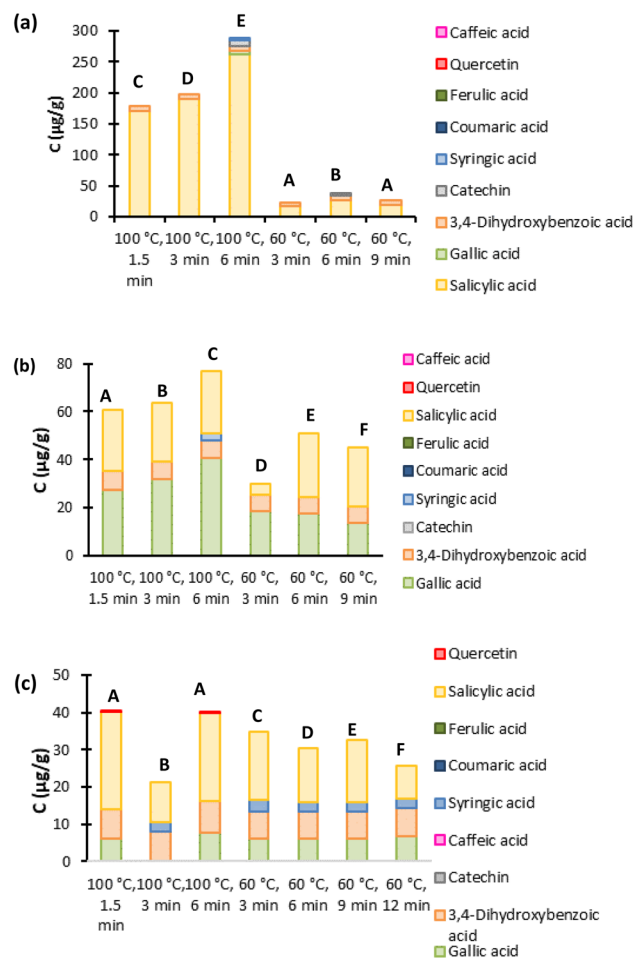 (a)
C (µg/g)
300
250
200
150
100
50
0
C
D
E
A
B
A
100 °C, 100 °C, 100 °C, 60 °C, 60 °C, 60 °C,
1.5 3 min 6 min 3 min 6 min 9 min
min
Caffeic acid
Quercetin
Ferulic acid
Coumaric acid
Syringic acid
Catechin
3,4-Dihydroxybenzoic acid
Gallic acid
Salicylic acid
(b)
C (µg/g)
80
60
40
20
0
A
B
C
D
E
F
100 °C, 100 °C, 100 °C, 60 °C, 60 °C, 60 °C,
1.5 min 3 min 6 min 3 min 6 min 9 min
Caffeic acid
Quercetin
Salicylic acid
Ferulic acid
Coumaric acid
Syringic acid
Catechin
3,4-Dihydroxybenzoic acid
Gallic acid
(c)
C (µg/g)
50
40
30
20
10
0
A
B
A
C
D
E
F
100 °C, 100 °C, 100 °C, 60 °C, 60 °C, 60 °C, 60 °C,
1.5 3 min 6 min 3 min 6 min 9 min 12 min
min
Quercetin
Salicylic acid
Ferulic acid
Coumaric acid
Syringic acid
Caffeic acid
Catechin
3,4-Dihydroxybenzoic
acid
Gallic acid